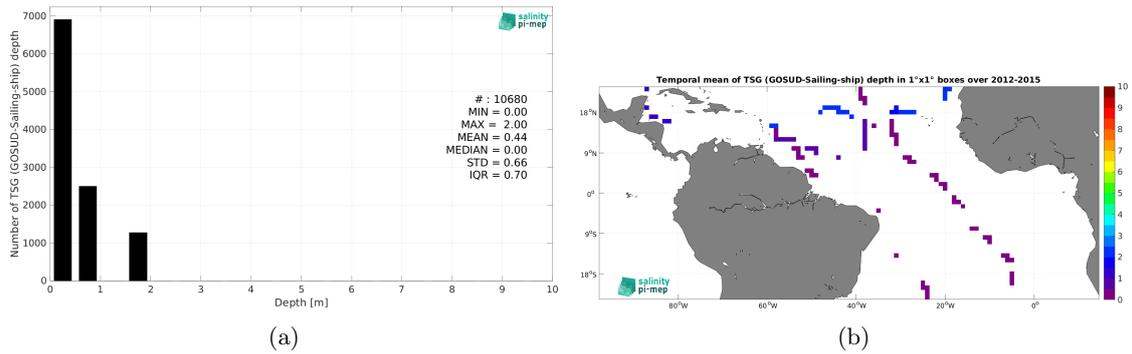 7000
6000
5000
4000
3000
2000
1000
0
Number of TSG (GOSUD-Sailing-ship) depth
salinity
pi-mep
# : 10680
MIN = 0.00
MAX = 2.00
MEAN = 0.44
MEDIAN = 0.00
STD = 0.66
IQR = 0.70
0 1 2 3 4 5 6 7 8 9 10
Depth [m]
(a)
Temporal mean of TSG (GOSUD-Sailing-ship) depth in 1°x1° boxes over 2012-2015
18°N
9°N
0°
9°S
18°S
80°W 60°W 40°W 20°W 0°
salinity
pi-mep
10
9
8
7
6
5
4
3
2
1
0
(b)